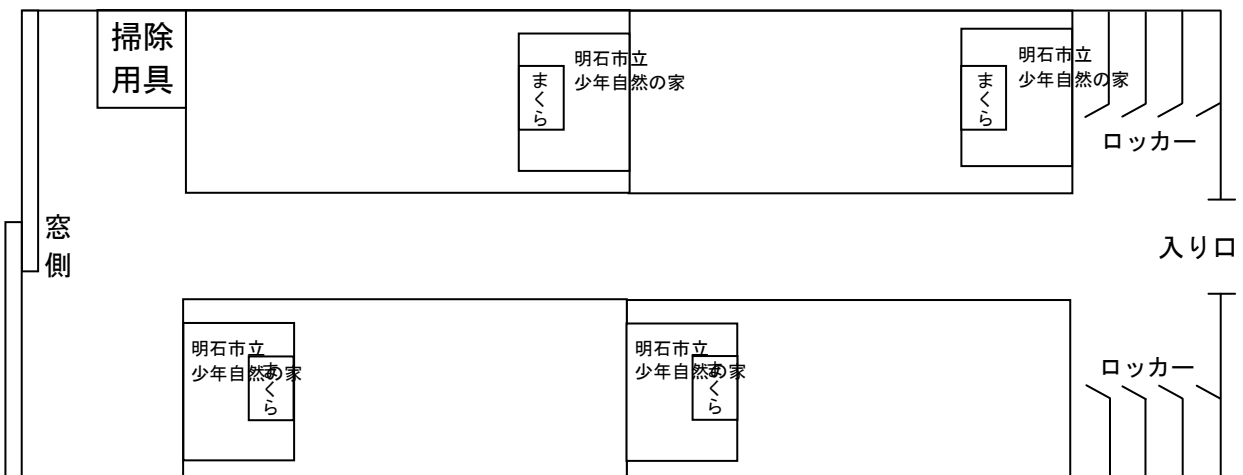 掃除
用具
明石市立
少年自然の家
まくら
明石市立
少年自然の家
まくら
ロッカー
窓側
入り口
明石市立
少年自然の家
まくら
明石市立
少年自然の家
まくら
ロッカー